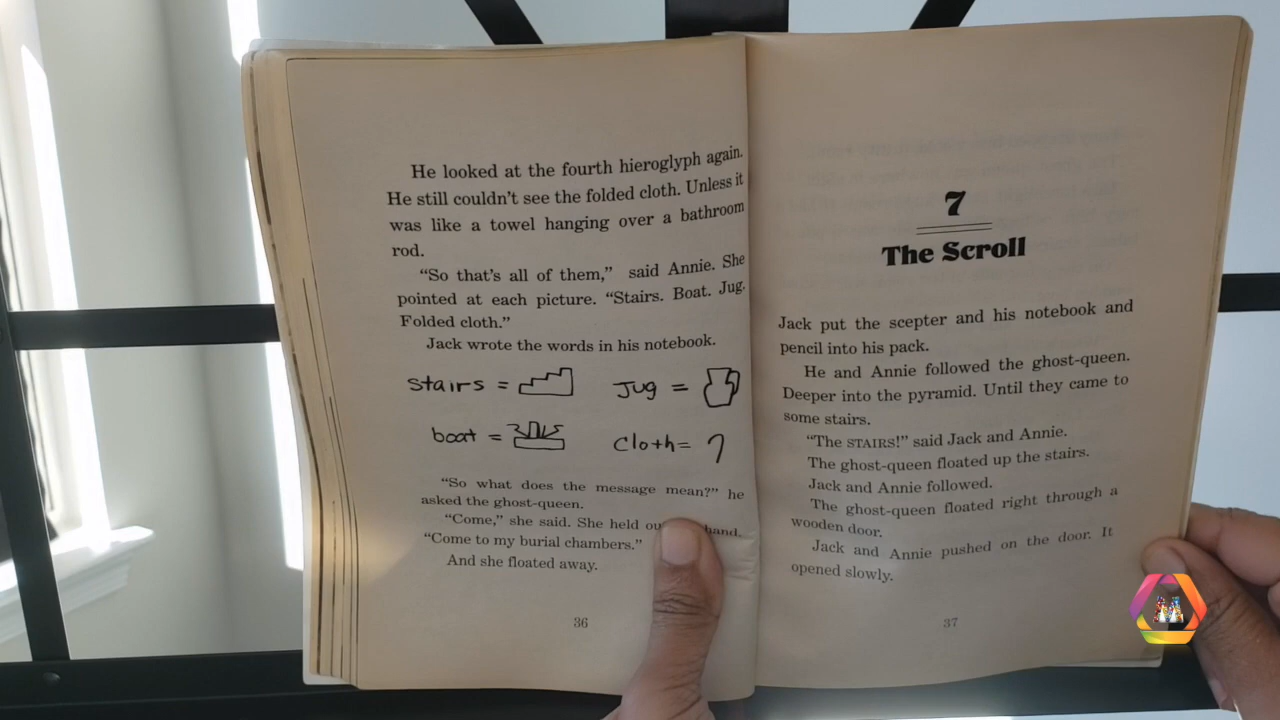 He looked at the fourth hieroglyph again.
He still couldn't see the folded cloth. Unless it
was like a towel hanging over a bathroom
rod.
"So that's all of them," said Annie. She
pointed at each picture. "Stairs. Boat. Jug.
Folded cloth."
Jack wrote the words in his notebook.
stairs = Jug =
boat = cloth=
"So what does the message mean?" he
asked the ghost-queen.
"Come," she said. She held hand.
"Come to my burial chambers."
And she floated away.
36
7
The Scroll
Jack put the scepter and his notebook and
pencil into his pack.
He and Annie followed the ghost-queen.
Deeper into the pyramid. Until they came to
some stairs.
"The STAIRS!" said Jack and Annie.
The ghost-queen floated up the stairs.
Jack and Annie followed.
The ghost-queen floated right through a
wooden door.
Jack and Annie pushed on the door. It
opened slowly.
37